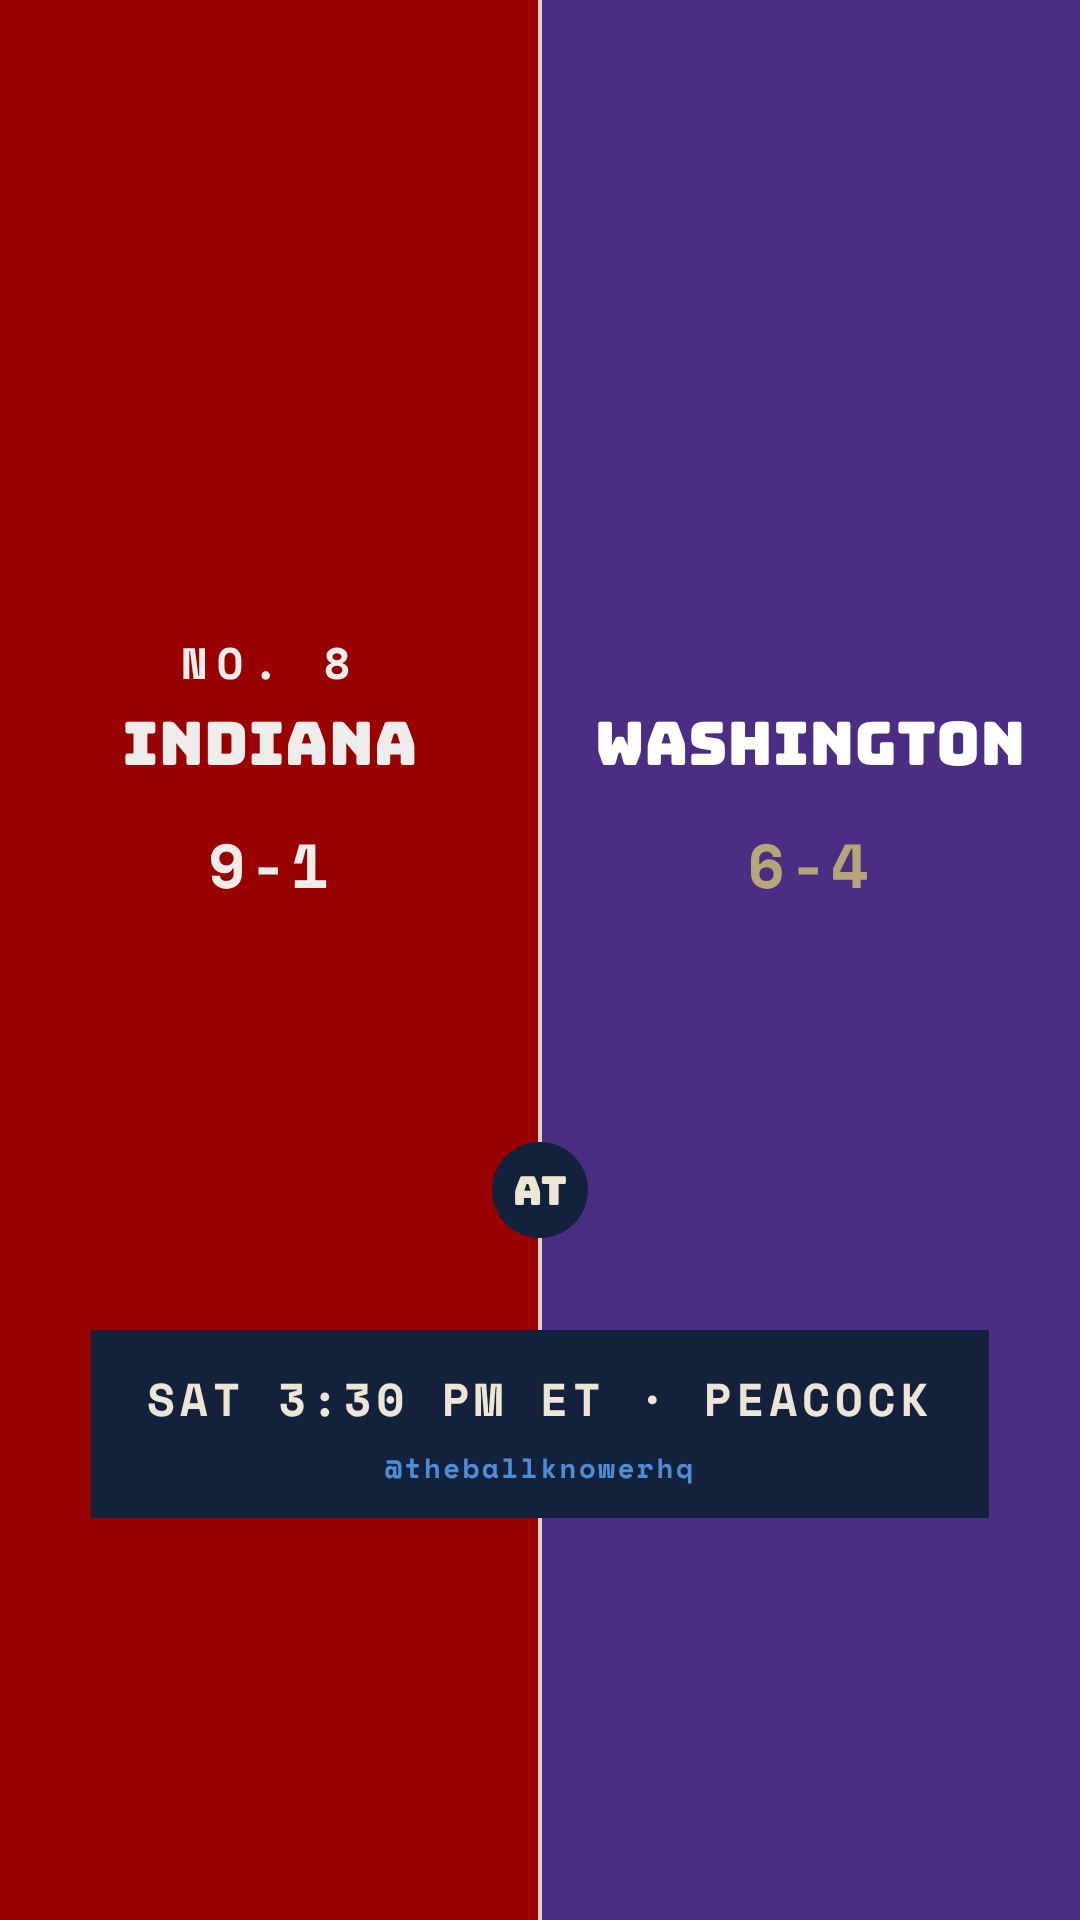 NO. 8
INDIANA
9-1
WASHINGTON
6-4
AT
SAT 3:30 PM ET · PEACOCK
@theballknowerhq